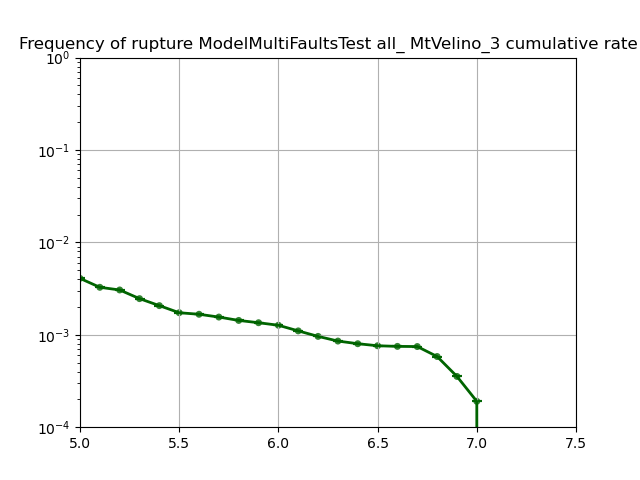 Frequency of rupture ModelMultiFaultsTest all_ MtVelino_3 cumulative rate
10⁰
10⁻¹
10⁻²
10⁻³
10⁻⁴
5.0 5.5 6.0 6.5 7.0 7.5